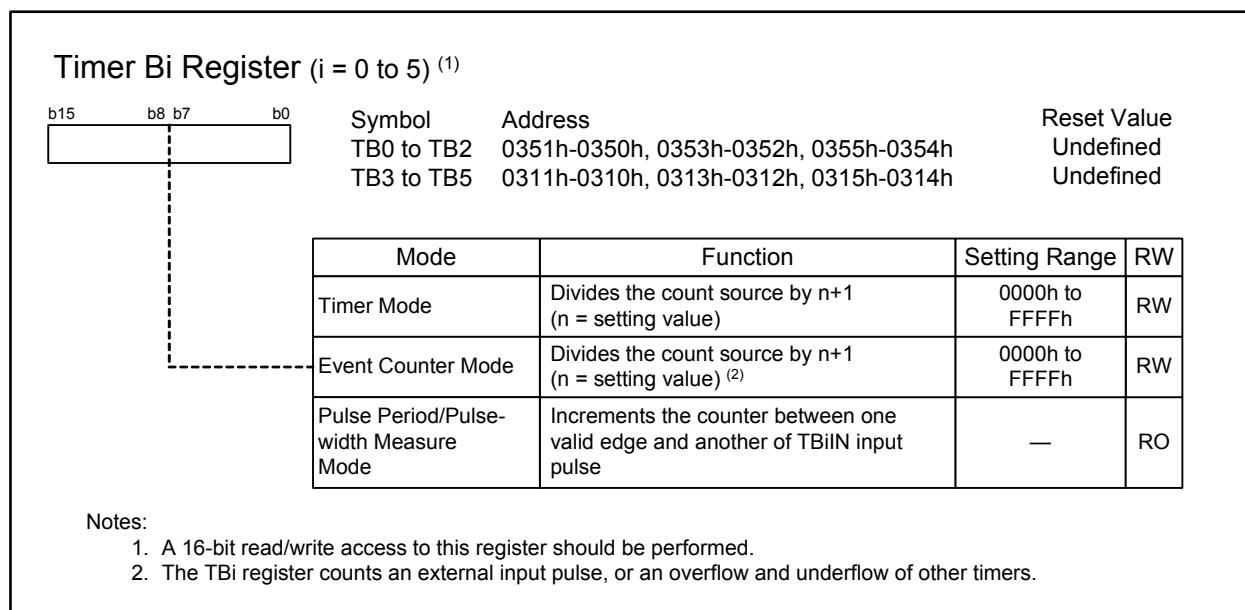 Timer Bi Register (i = 0 to 5) (1)
b15 b8 b7 b0
Symbol Address Reset Value
TB0 to TB2 0351h-0350h, 0353h-0352h, 0355h-0354h Undefined
TB3 to TB5 0311h-0310h, 0313h-0312h, 0315h-0314h Undefined
Mode Function Setting Range RW
Timer Mode
Divides the count source by n+1
(n = setting value)
0000h to
FFFFh
RW
Event Counter Mode
Divides the count source by n+1
(n = setting value) (2)
0000h to
FFFFh
RW
Pulse Period/Pulse-
width Measure
Mode
Increments the counter between one
valid edge and another of TBiIN input
pulse
—
RO
Notes:
1. A 16-bit read/write access to this register should be performed.
2. The TBi register counts an external input pulse, or an overflow and underflow of other timers.